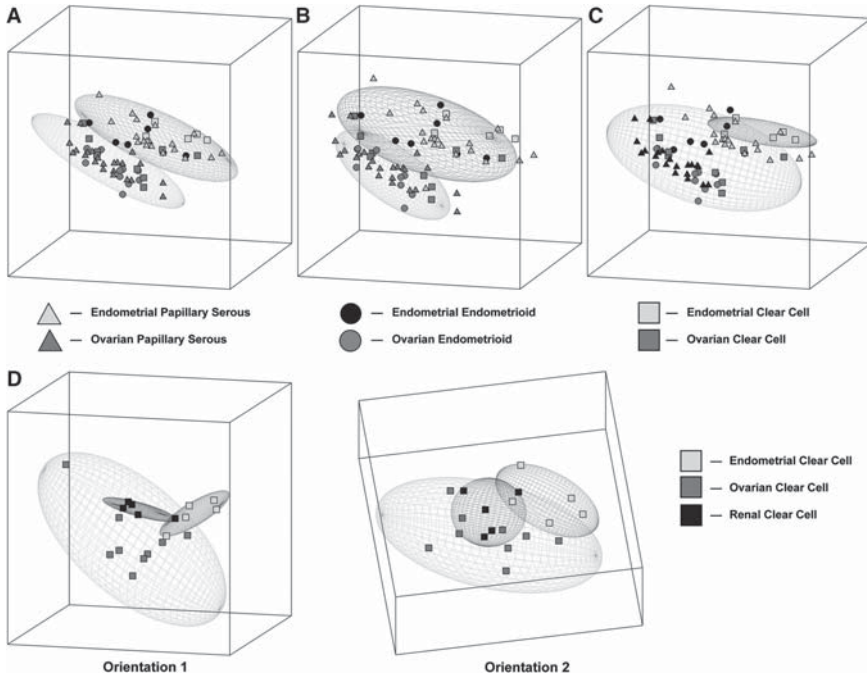 A B C
— Endometrial Papillary Serous — Endometrial Endometrioid — Endometrial Clear Cell
— Ovarian Papillary Serous — Ovarian Endometrioid — Ovarian Clear Cell
D
— Endometrial Clear Cell
— Ovarian Clear Cell
— Renal Clear Cell
Orientation 1 Orientation 2